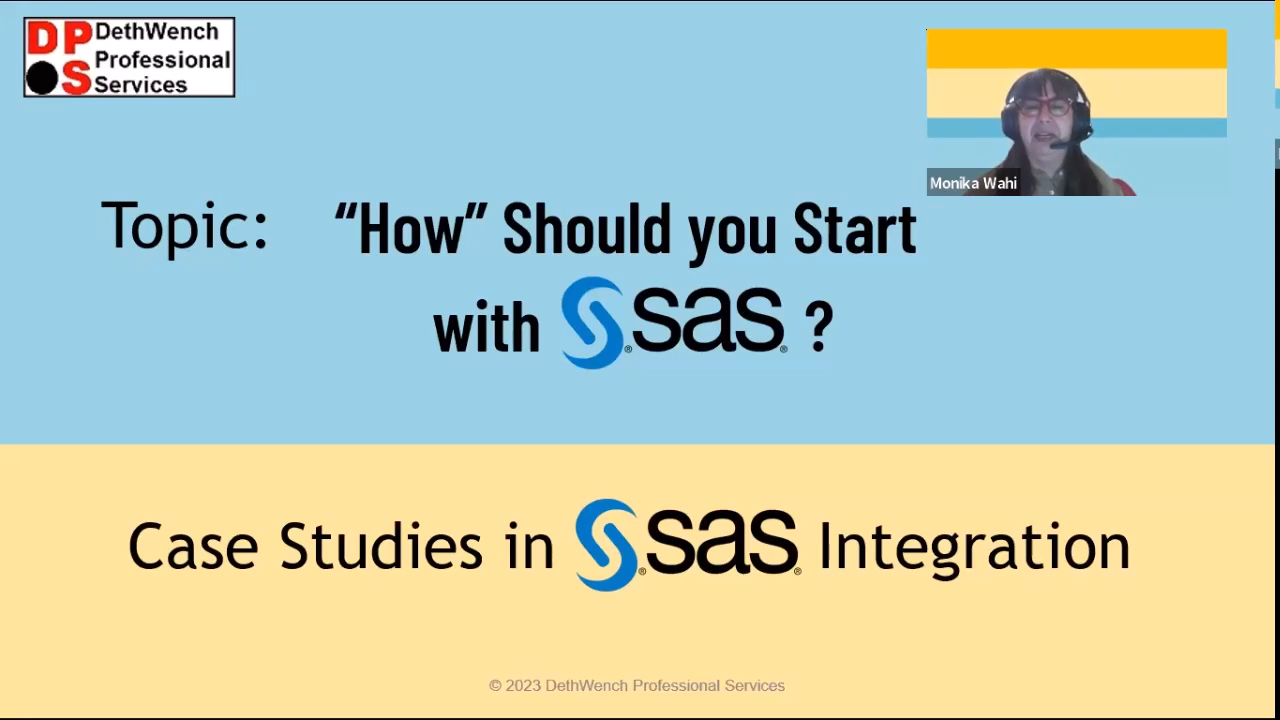 DPS DethWench
Professional
Services
Monika Wahi
Topic: “How” Should you Start
with sas® ?
Case Studies in sas® Integration
© 2023 DethWench Professional Services